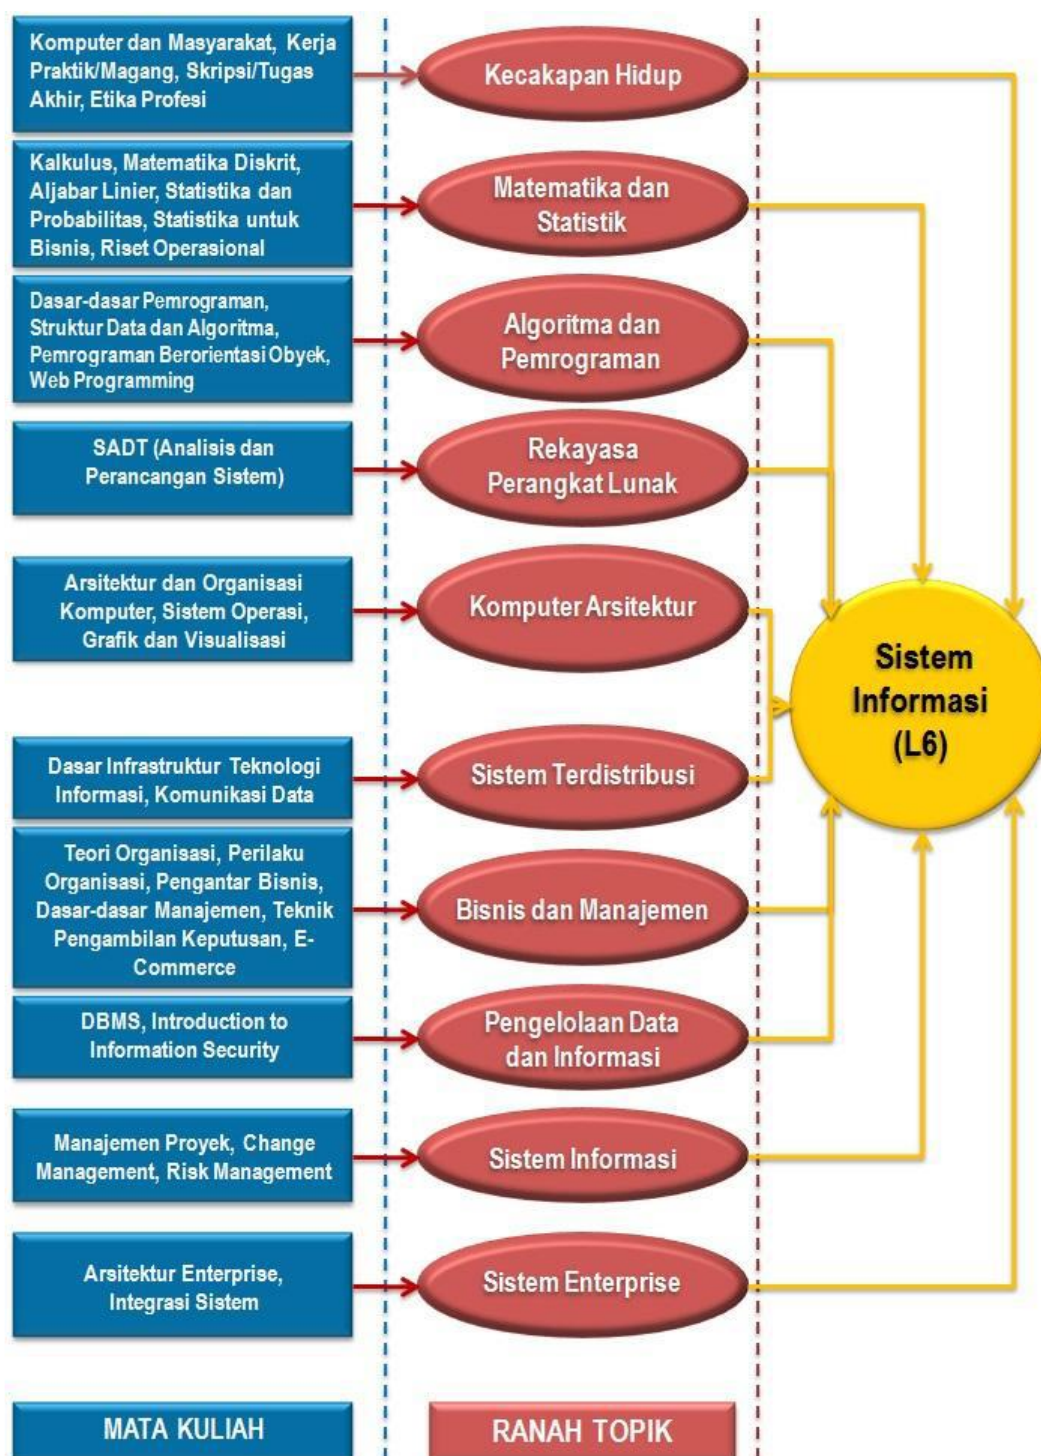 Komputer dan Masyarakat, Kerja
Praktik/Magang, Skripsi/Tugas
Akhir, Etika Profesi
Kecakapan Hidup
Kalkulus, Matematika Diskrit,
Aljabar Linier, Statistika dan
Probabilitas, Statistika untuk
Bisnis, Riset Operasional
Matematika dan
Statistik
Dasar-dasar Pemrograman,
Struktur Data dan Algoritma,
Pemrograman Berorientasi Obyek,
Web Programming
Algoritma dan
Pemrograman
SADT (Analisis dan
Perancangan Sistem)
Rekayasa
Perangkat Lunak
Arsitektur dan Organisasi
Komputer, Sistem Operasi,
Grafik dan Visualisasi
Komputer Arsitektur
Sistem
Informasi
(L6)
Dasar Infrastruktur Teknologi
Informasi, Komunikasi Data
Sistem Terdistribusi
Teori Organisasi, Perilaku
Organisasi, Pengantar Bisnis,
Dasar-dasar Manajemen, Teknik
Pengambilan Keputusan, E-
Commerce
Bisnis dan Manajemen
DBMS, Introduction to
Information Security
Pengelolaan Data
dan Informasi
Manajemen Proyek, Change
Management, Risk Management
Sistem Informasi
Arsitektur Enterprise,
Integrasi Sistem
Sistem Enterprise
MATA KULIAH
RANAH TOPIK